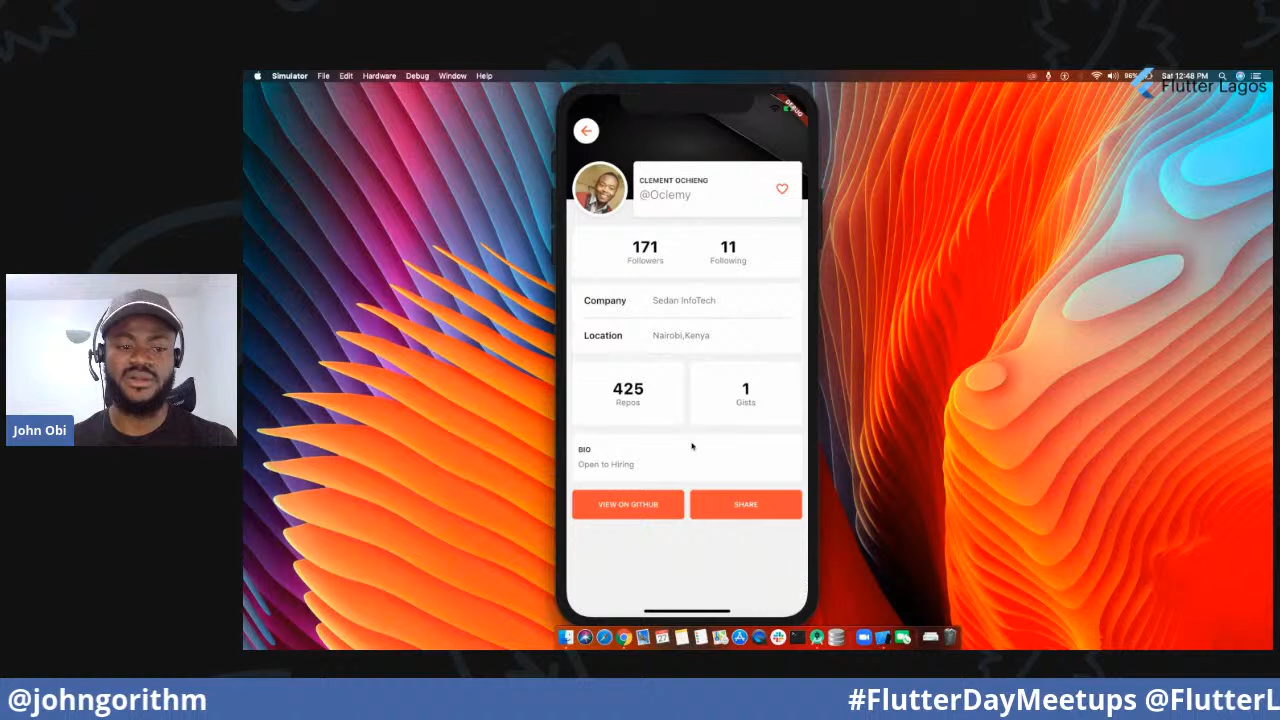 Simulator File Edit Hardware Debug Window Help
96% Sat 12:48 PM
Flutter Lagos
DEBUG
CLEMENT OCHIENG
@Oclemy
171 11
Followers Following
Company Sedan InfoTech
Location Nairobi,Kenya
425 1
Repos Gists
BIO
Open to Hiring
VIEW ON GITHUB SHARE
John Obi
@johngorithm #FlutterDayMeetups @FlutterL